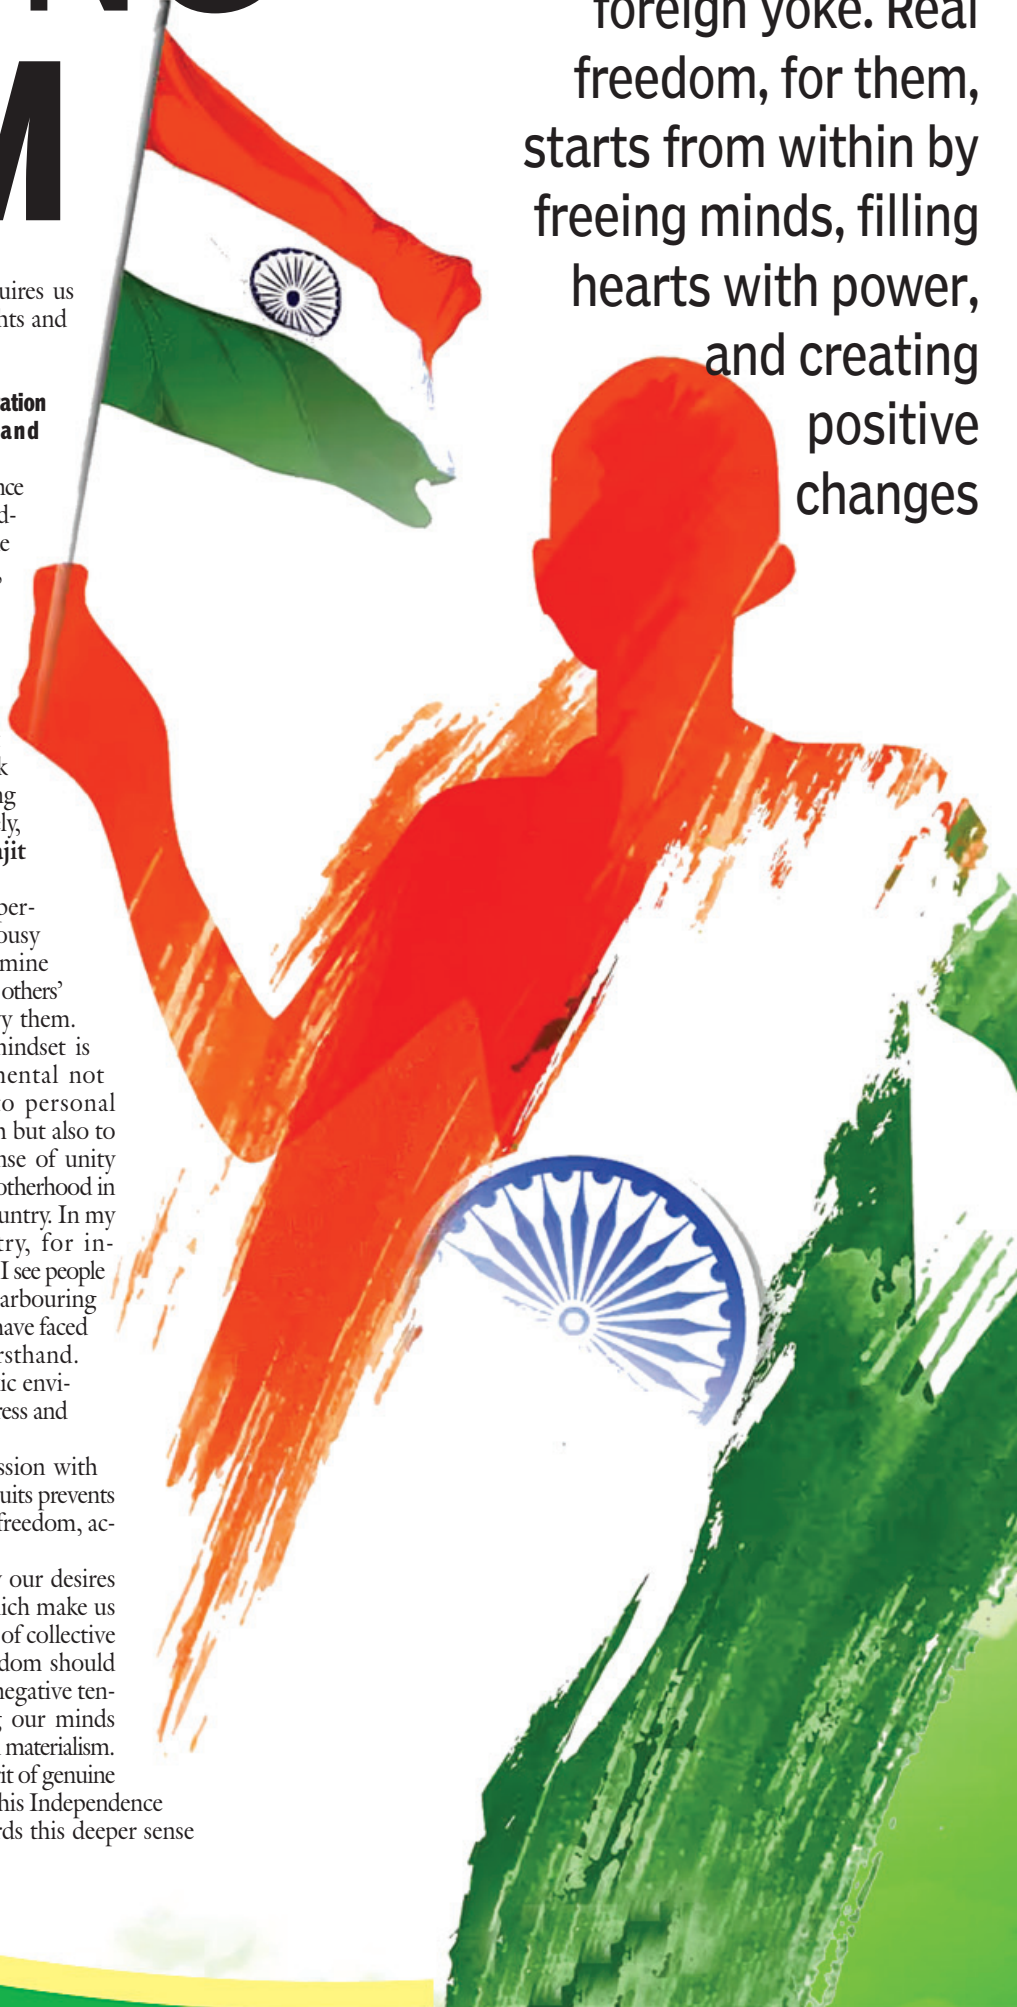 NG
M
foreign yoke. Real
freedom, for them,
starts from within by
freeing minds, filling
hearts with power,
and creating
positive
changes
uires us
nts and
ation
and
nce
d-
e
,
k
ng
ly,
jit
per-
ousy
mine
others’
y them.
nindset is
nental not
to personal
n but also to
nse of unity
otherhood in
untry. In my
try, for in-
I see people
arbouring
have faced
rsthand.
ic envi-
ress and
ssion with
uits prevents
freedom, ac-
y our desires
ich make us
of collective
dom should
negative ten-
g our minds
materialism.
rit of genuine
his Independence
rds this deeper sense